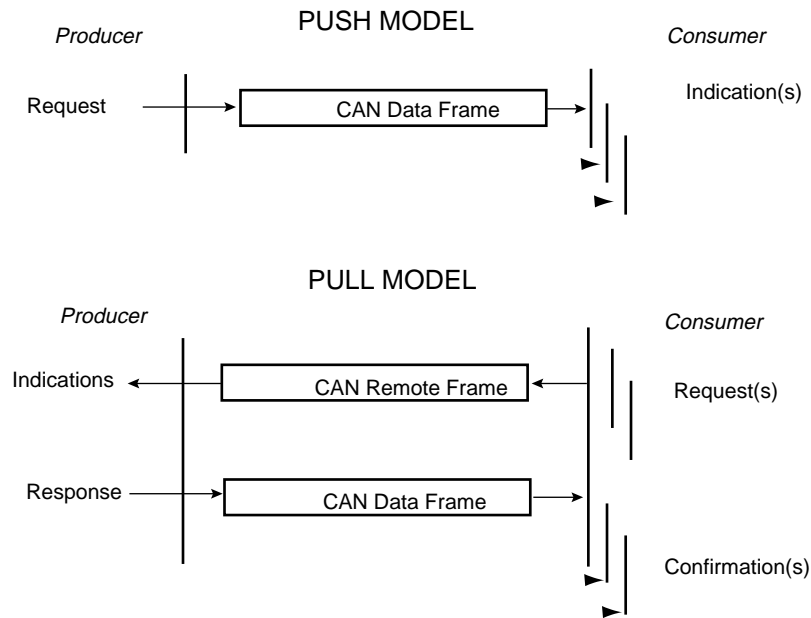 PUSH MODEL
Producer
Consumer
Request
CAN Data Frame
Indication(s)
PULL MODEL
Producer
Consumer
Indications
CAN Remote Frame
Request(s)
Response
CAN Data Frame
Confirmation(s)